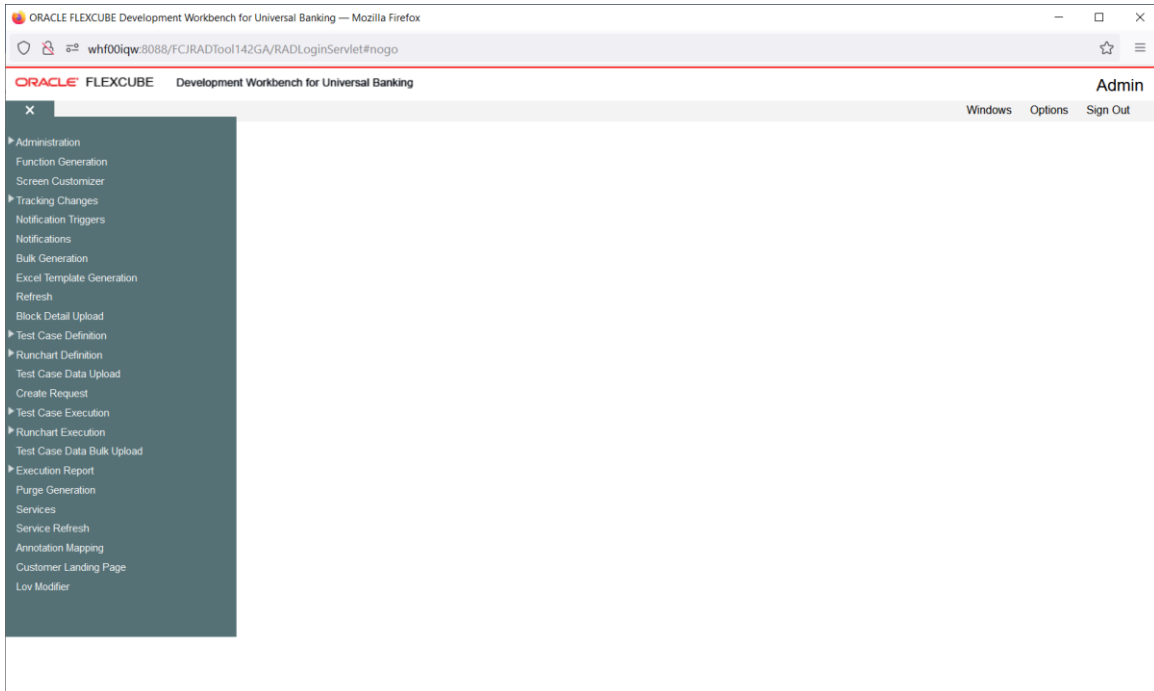 ORACLE FLEXCUBE Development Workbench for Universal Banking — Mozilla Firefox
whf00iqw:8088/FCJRADTool142GA/RADLoginServlet#nogo
ORACLE FLEXCUBE Development Workbench for Universal Banking
Admin
Windows Options Sign Out
Administration
Function Generation
Screen Customizer
Tracking Changes
Notification Triggers
Notifications
Bulk Generation
Excel Template Generation
Refresh
Block Detail Upload
Test Case Definition
Runchart Definition
Test Case Data Upload
Create Request
Test Case Execution
Runchart Execution
Test Case Data Bulk Upload
Execution Report
Purge Generation
Services
Service Refresh
Annotation Mapping
Customer Landing Page
Lov Modifier